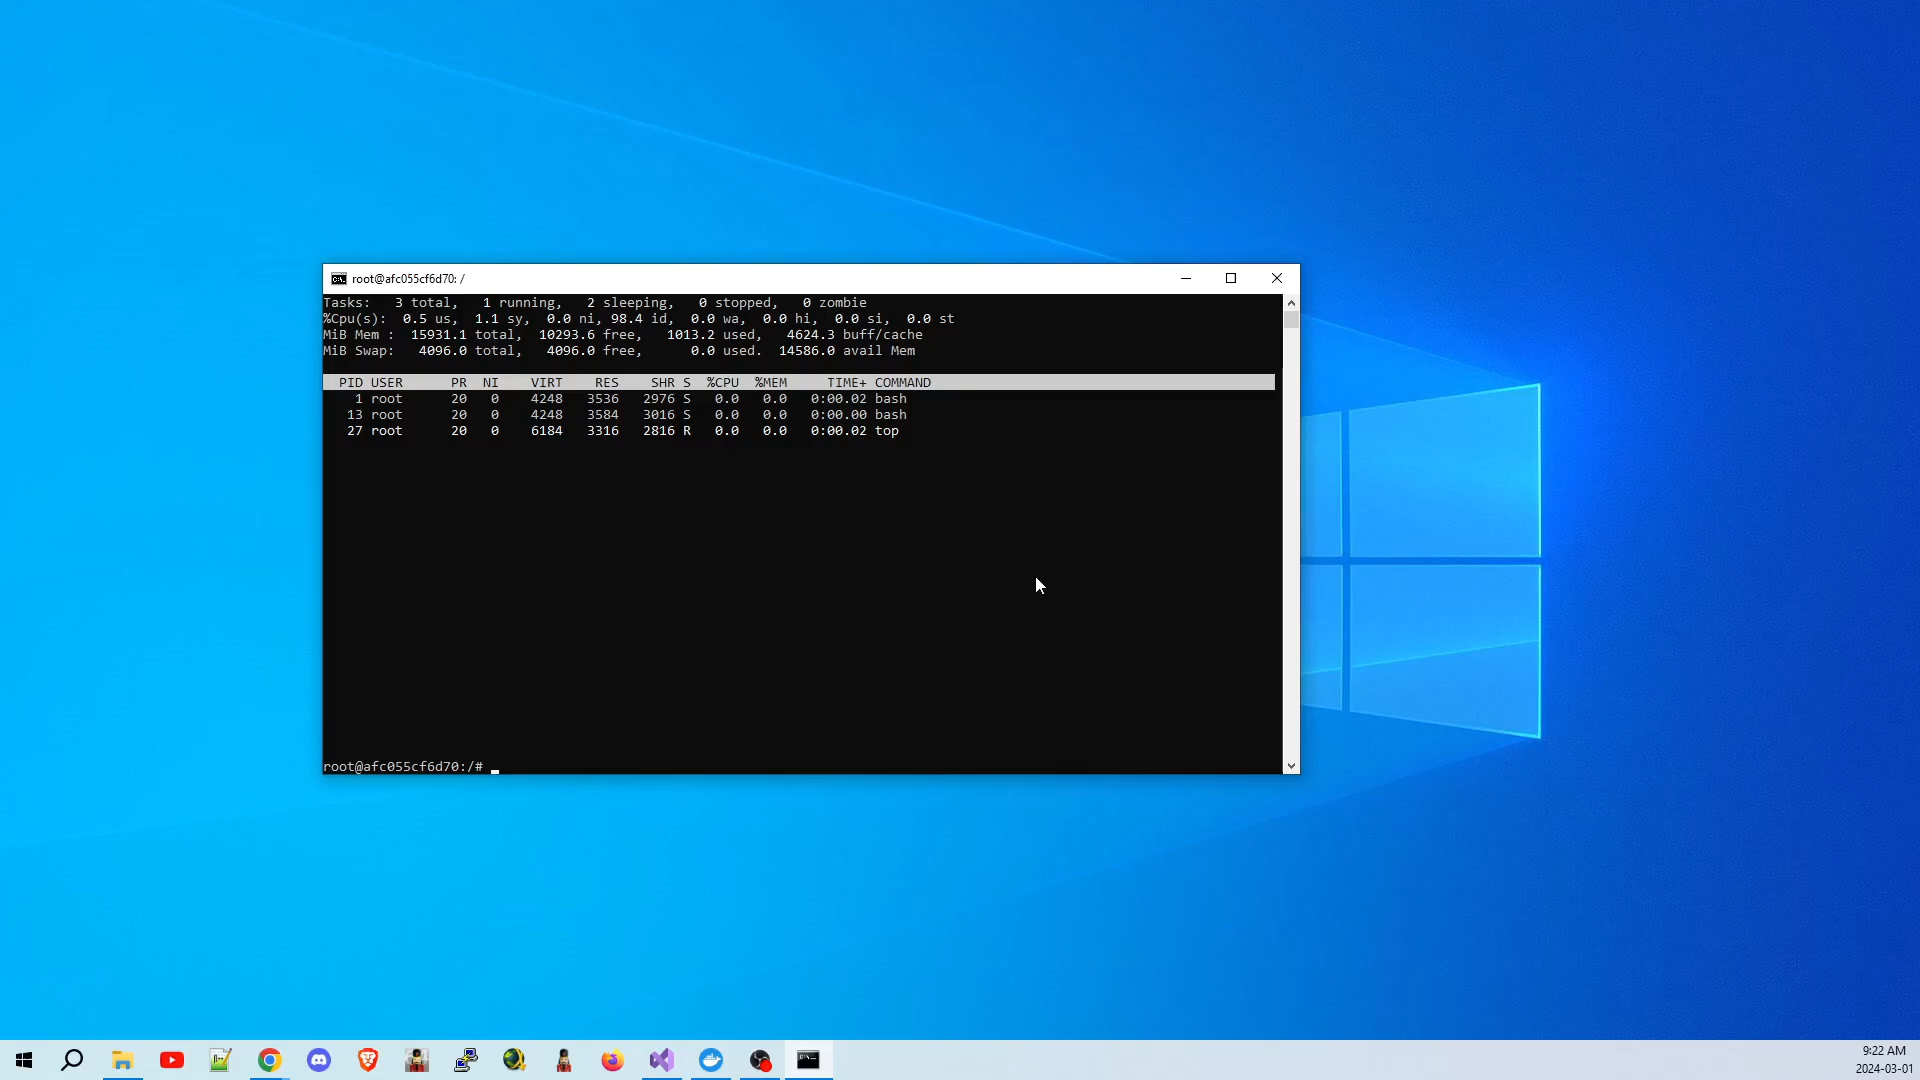 root@afc055cf6d70: /
Tasks:   3 total,   1 running,   2 sleeping,   0 stopped,   0 zombie
%Cpu(s):  0.5 us,  1.1 sy,  0.0 ni, 98.4 id,  0.0 wa,  0.0 hi,  0.0 si,  0.0 st
MiB Mem :  15931.1 total,  10293.6 free,   1013.2 used,   4624.3 buff/cache
MiB Swap:   4096.0 total,   4096.0 free,      0.0 used.  14586.0 avail Mem
PID USER      PR  NI    VIRT    RES    SHR S  %CPU  %MEM     TIME+ COMMAND
1 root      20   0    4248   3536   2976 S   0.0   0.0   0:00.02 bash
13 root      20   0    4248   3584   3016 S   0.0   0.0   0:00.00 bash
27 root      20   0    6184   3316   2816 R   0.0   0.0   0:00.02 top
root@afc055cf6d70:/#
9:22 AM
2024-03-01